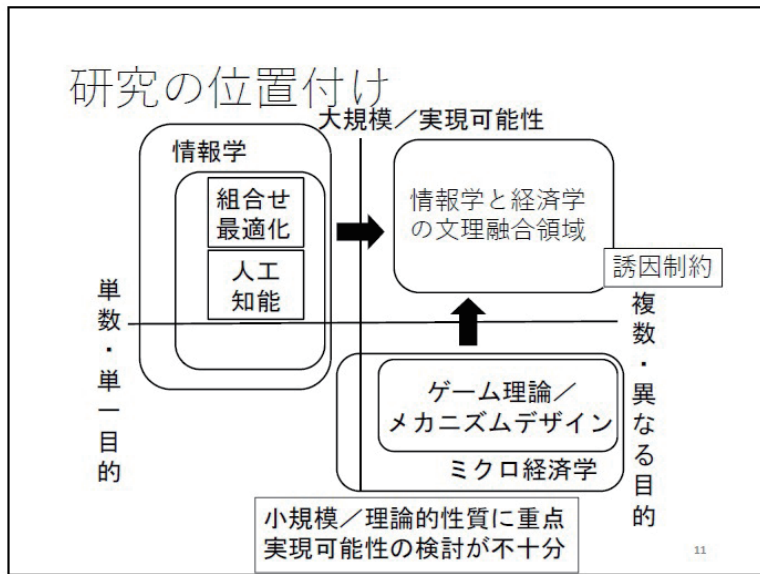 研究の位置付け
大規模／実現可能性
情報学
組合せ
最適化
人工
知能
情報学と経済学
の文理融合領域
誘因制約
単数・単一目的
複数・異なる目的
ゲーム理論／
メカニズムデザイン
ミクロ経済学
小規模／理論的性質に重点
実現可能性の検討が不十分
11